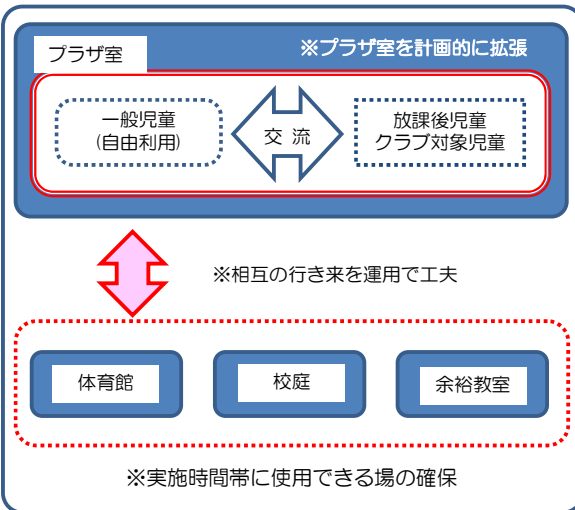 プラザ室
※プラザ室を計画的に拡張
一般児童
(自由利用)
交 流
放課後児童
クラブ対象児童
※相互の行き来を運用で工夫
体育館
校庭
余裕教室
※実施時間帯に使用できる場の確保